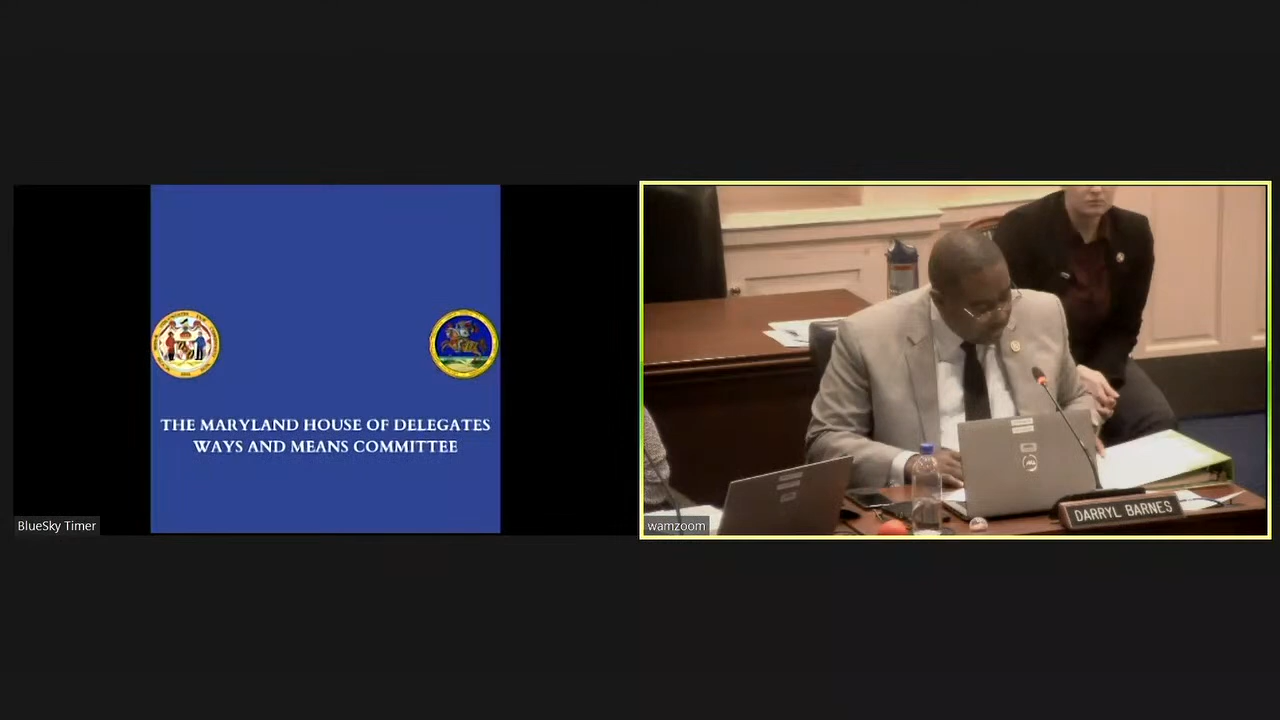 THE MARYLAND HOUSE OF DELEGATES
WAYS AND MEANS COMMITTEE
BlueSky Timer
wamzoom
DARRYL BARNES